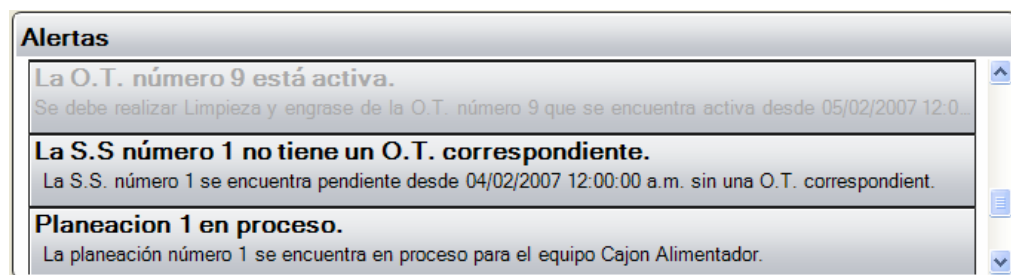 Alertas
La O.T. número 9 está activa.
Se debe realizar Limpieza y engrase de la O.T. número 9 que se encuentra activa desde 05/02/2007 12:0...
La S.S número 1 no tiene un O.T. correspondiente.
La S.S. número 1 se encuentra pendiente desde 04/02/2007 12:00:00 a.m. sin una O.T. correspondient.
Planeacion 1 en proceso.
La planeación número 1 se encuentra en proceso para el equipo Cajon Alimentador.